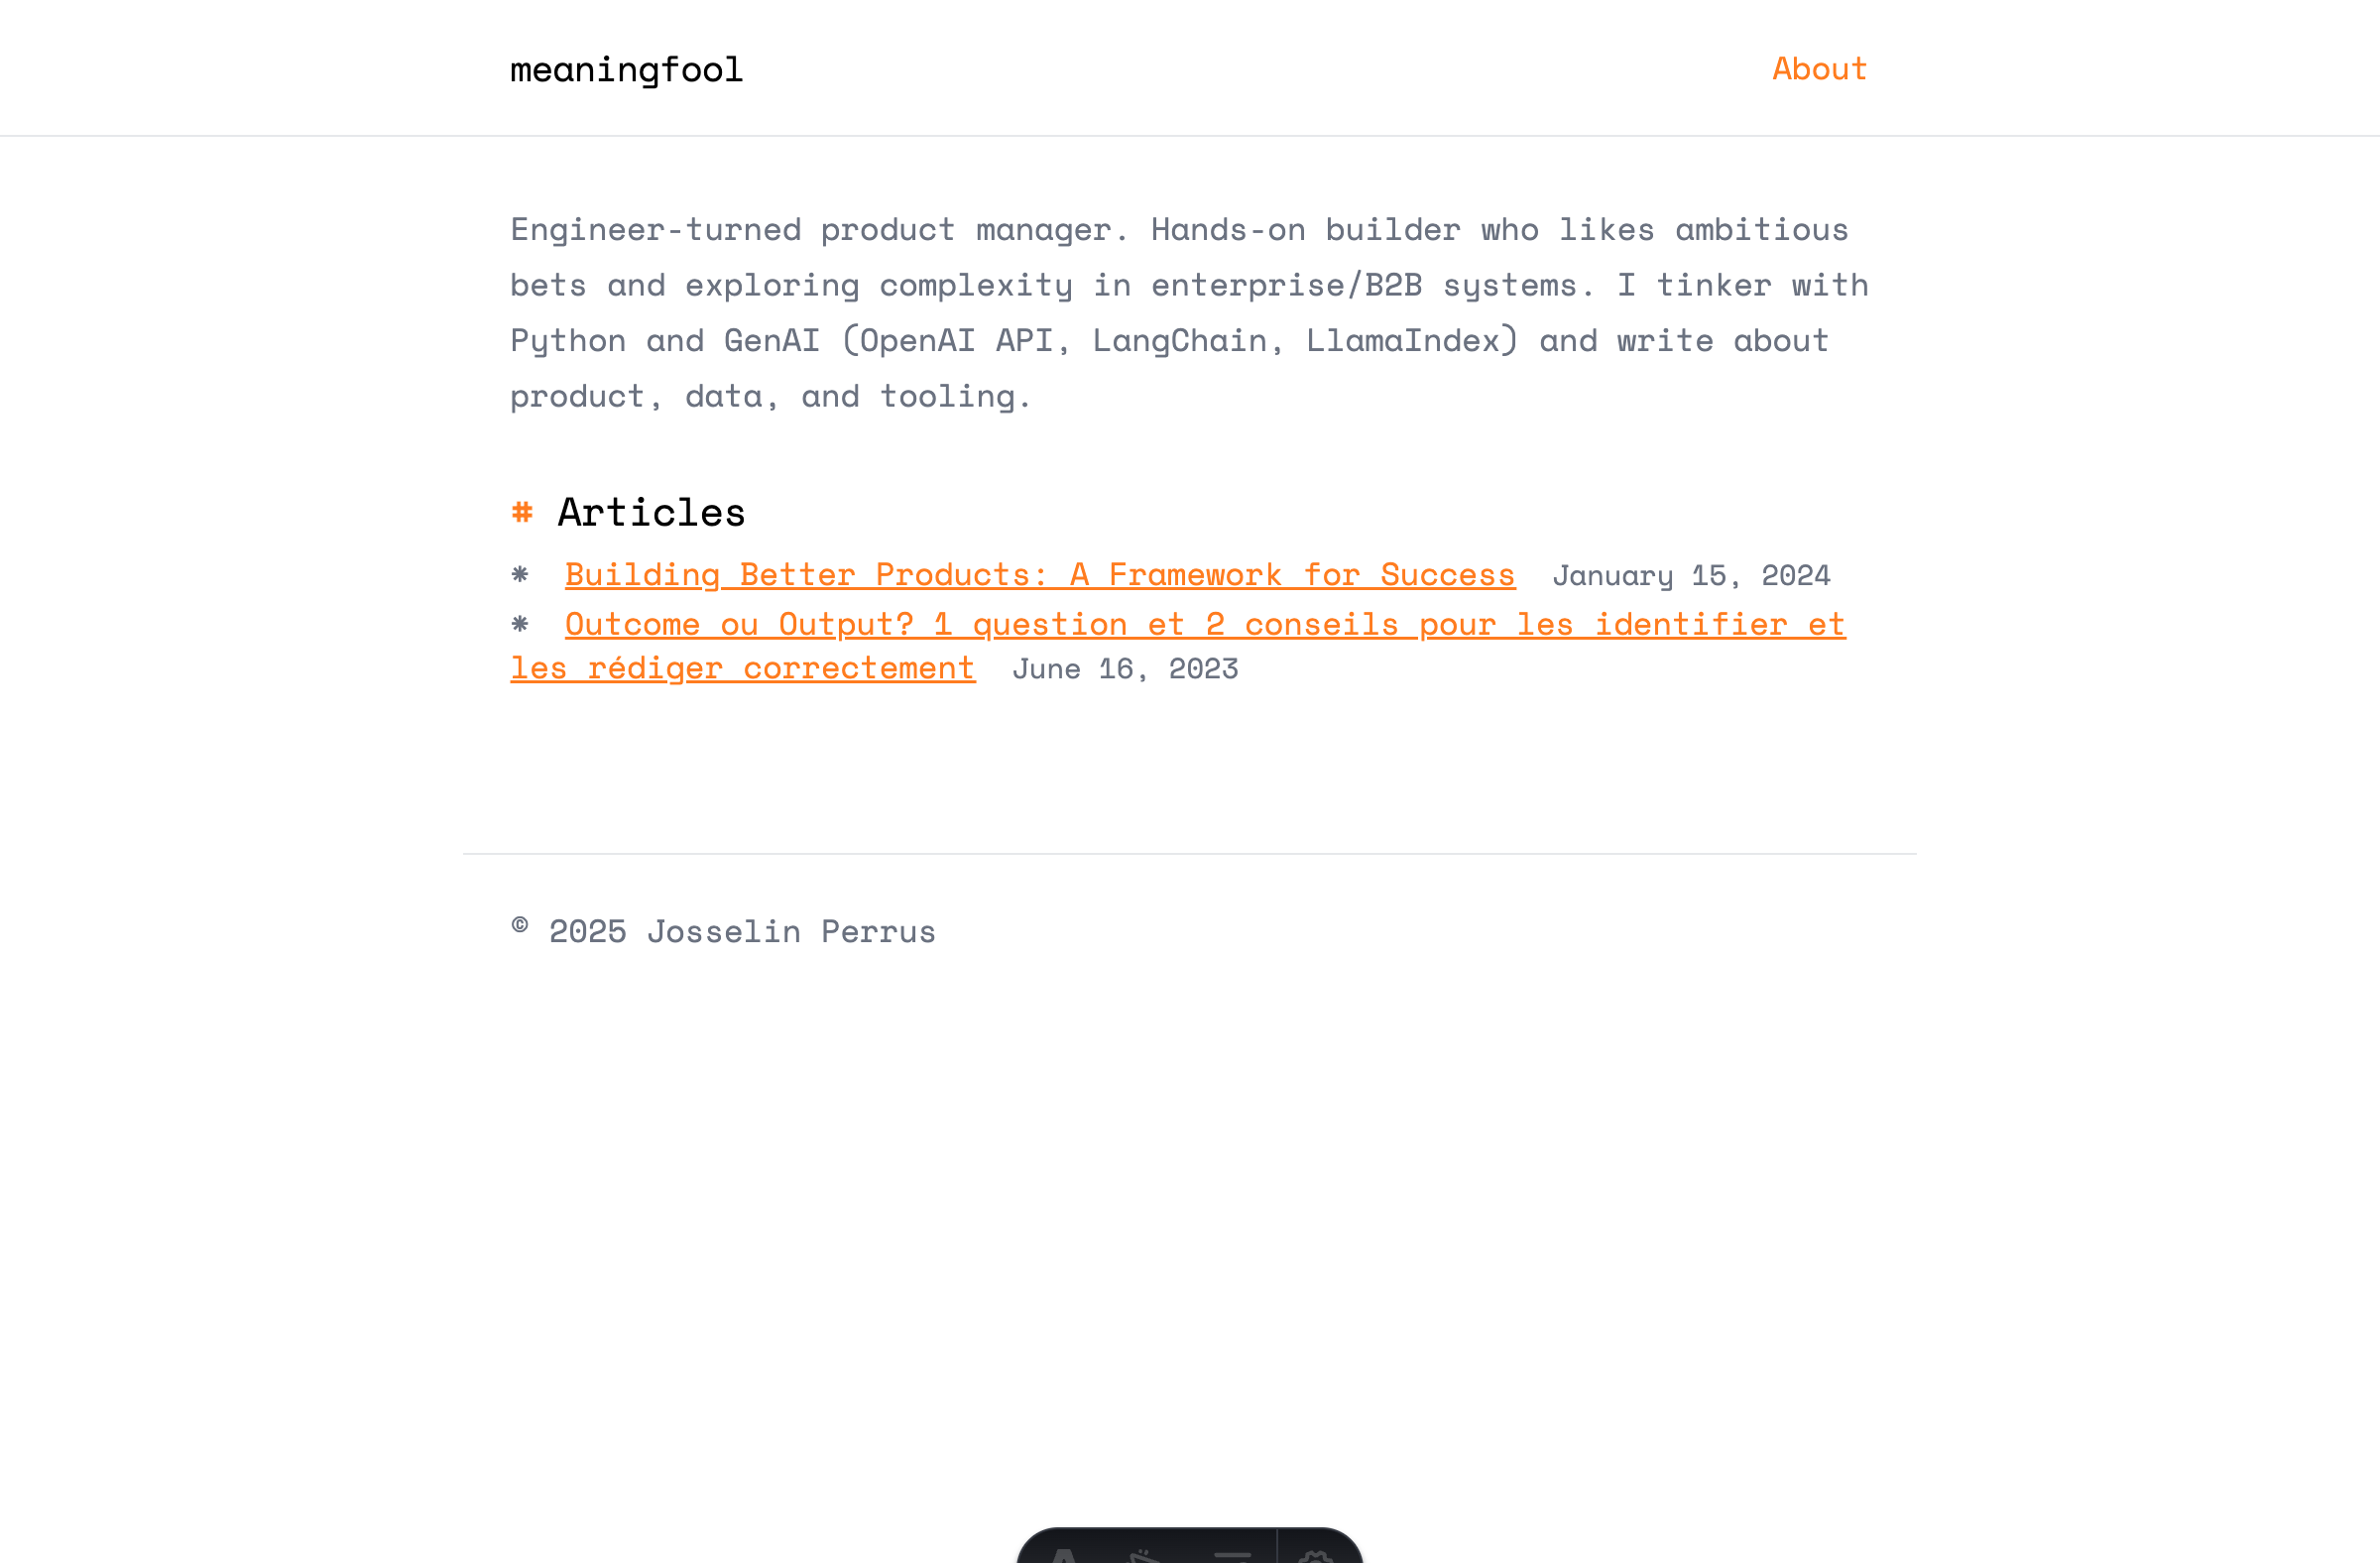 meaningfool
About
Engineer-turned product manager. Hands-on builder who likes ambitious
bets and exploring complexity in enterprise/B2B systems. I tinker with
Python and GenAI (OpenAI API, LangChain, LlamaIndex) and write about
product, data, and tooling.
# Articles
* Building Better Products: A Framework for Success January 15, 2024
* Outcome ou Output? 1 question et 2 conseils pour les identifier et
les rédiger correctement June 16, 2023
© 2025 Josselin Perrus